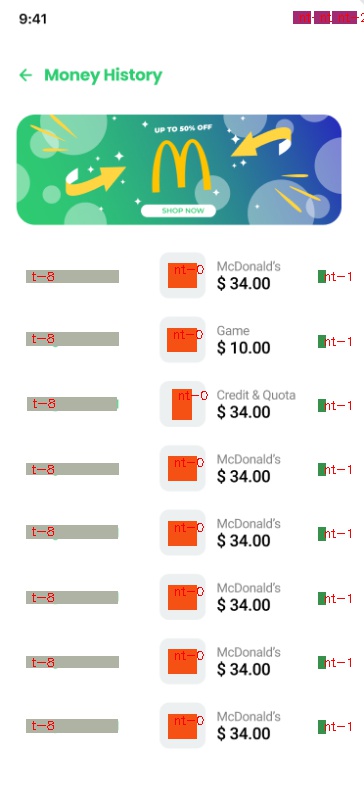 9:41
Money History
UP TO 50% OFF
SHOP NOW
t-8
nt-0
McDonald's
$ 34.00
nt-1
t-8
nt-0
Game
$ 10.00
nt-1
t-8
nt-0
Credit & Quota
$ 34.00
nt-1
t-8
nt-0
McDonald's
$ 34.00
nt-1
t-8
nt-0
McDonald's
$ 34.00
nt-1
t-8
nt-0
McDonald's
$ 34.00
nt-1
t-8
nt-0
McDonald's
$ 34.00
nt-1
t-8
nt-0
McDonald's
$ 34.00
nt-1